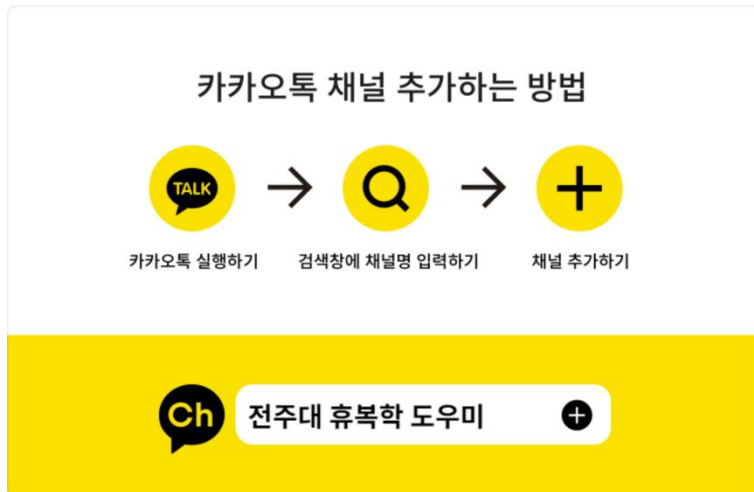 카카오톡 채널 추가하는 방법
TALK
카카오톡 실행하기
검색창에 채널명 입력하기
채널 추가하기
Ch 전주대 휴복학 도우미